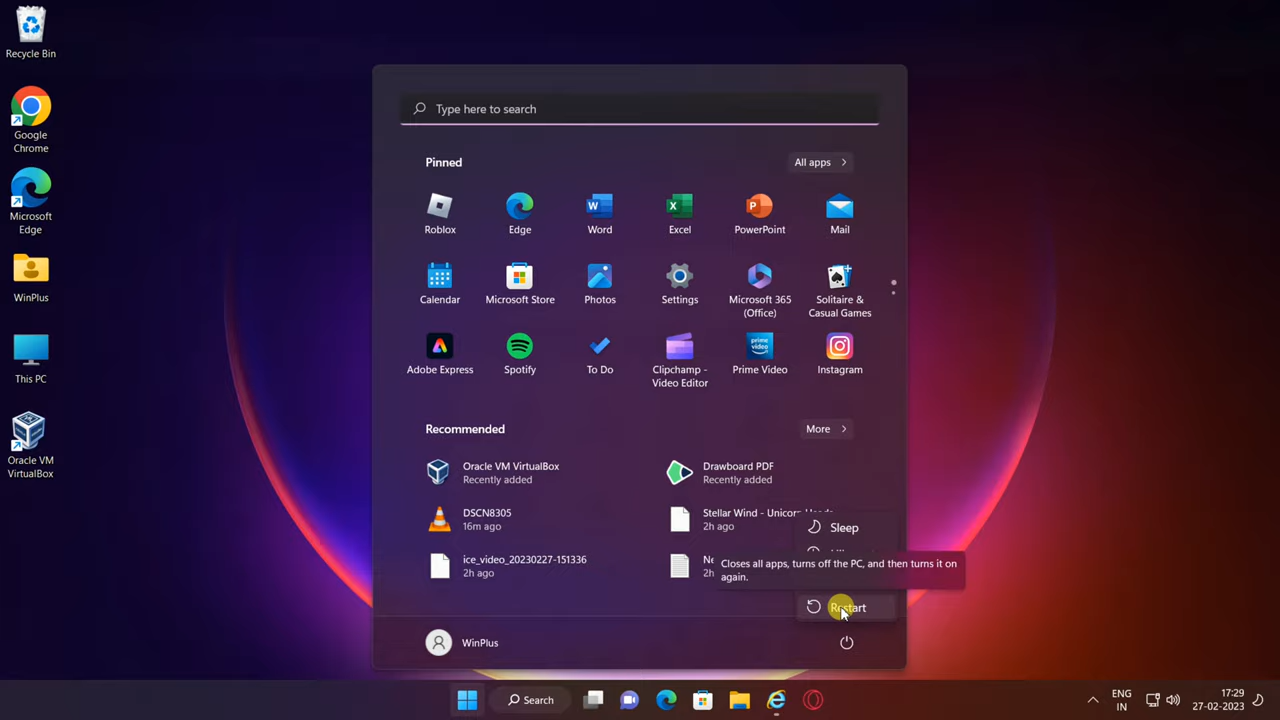 Recycle Bin
Google
Chrome
Microsoft
Edge
WinPlus
This PC
Oracle VM
VirtualBox
Type here to search
Pinned
All apps
Roblox
Edge
Word
Excel
PowerPoint
Mail
Calendar
Microsoft Store
Photos
Settings
Microsoft 365
(Office)
Solitaire &
Casual Games
Adobe Express
Spotify
To Do
Clipchamp -
Video Editor
prime
video
Prime Video
Instagram
Recommended
More
Oracle VM VirtualBox
Recently added
Drawboard PDF
Recently added
DSCN8305
16m ago
Stellar Wind - Unicorn Heads
2h ago
ice_video_20230227-151336
2h ago
Sleep
Closes all apps, turns off the PC, and then turns it on
again.
Restart
WinPlus
Search
ENG
IN
17:29
27-02-2023